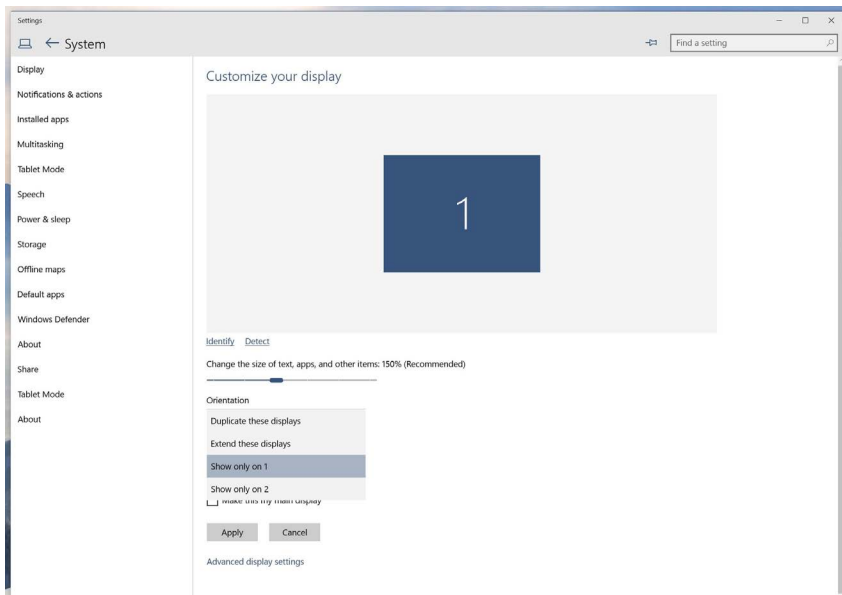 Settings
System
Find a setting
Display
Notifications & actions
Installed apps
Multitasking
Tablet Mode
Speech
Power & sleep
Storage
Offline maps
Default apps
Windows Defender
About
Share
Tablet Mode
About
Customize your display
1
Identify Detect
Change the size of text, apps, and other items: 150% (Recommended)
Orientation
Duplicate these displays
Extend these displays
Show only on 1
Show only on 2
Make this my main display
Apply Cancel
Advanced display settings